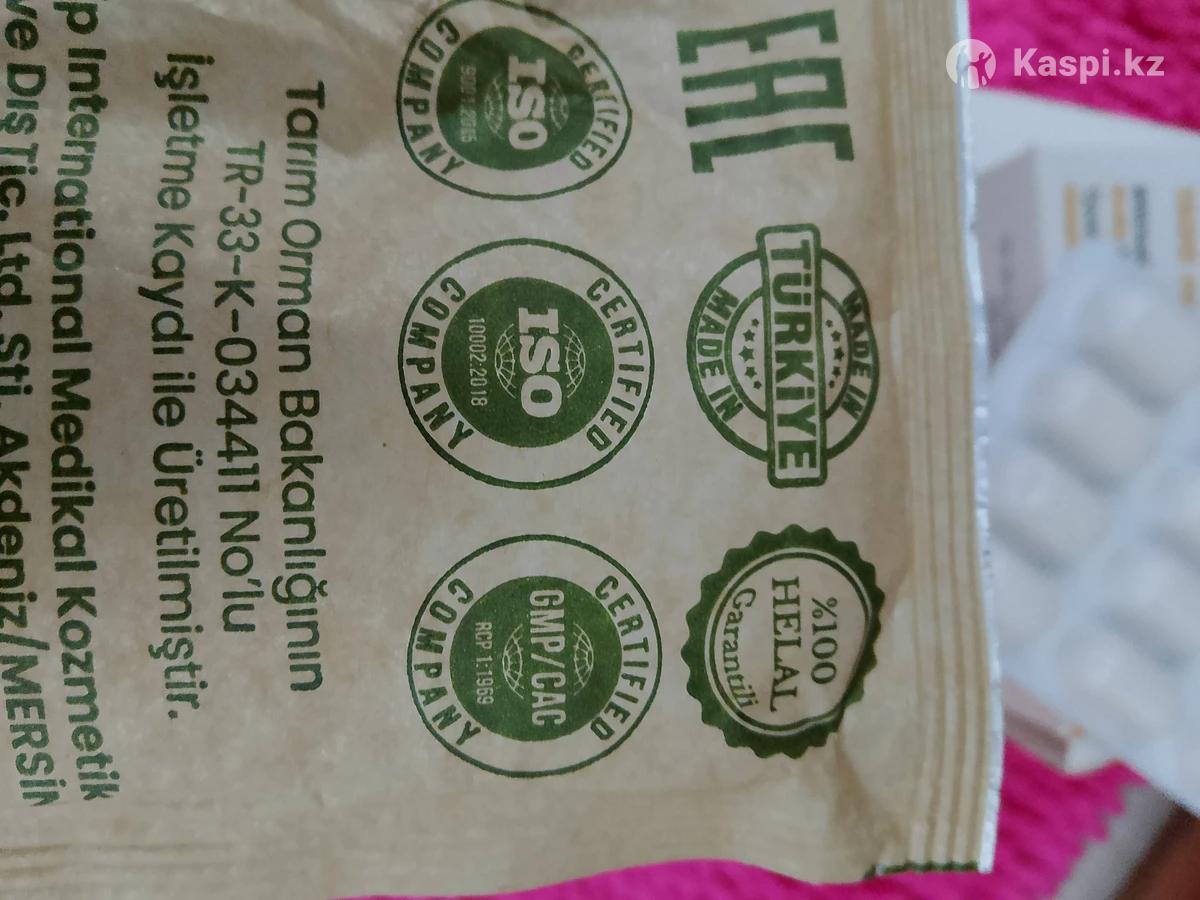 Kaspi.kz
EAC
MADE IN
TÜRKİYE
MADE IN
%100
HELAL
Garantili
CERTIFIED
ISO
9001:2015
COMPANY
CERTIFIED
ISO
10002:2018
COMPANY
CERTIFIED
GMP/CAC
RCP 1:1969
COMPANY
Tarım Orman Bakanlığının
TR-33-K-034411 No'lu
İşletme Kaydı ile Üretilmiştir.
p International Medikal Kozmetik
ve Dış Tic. Ltd. Şti. Akdeniz/MERSİN